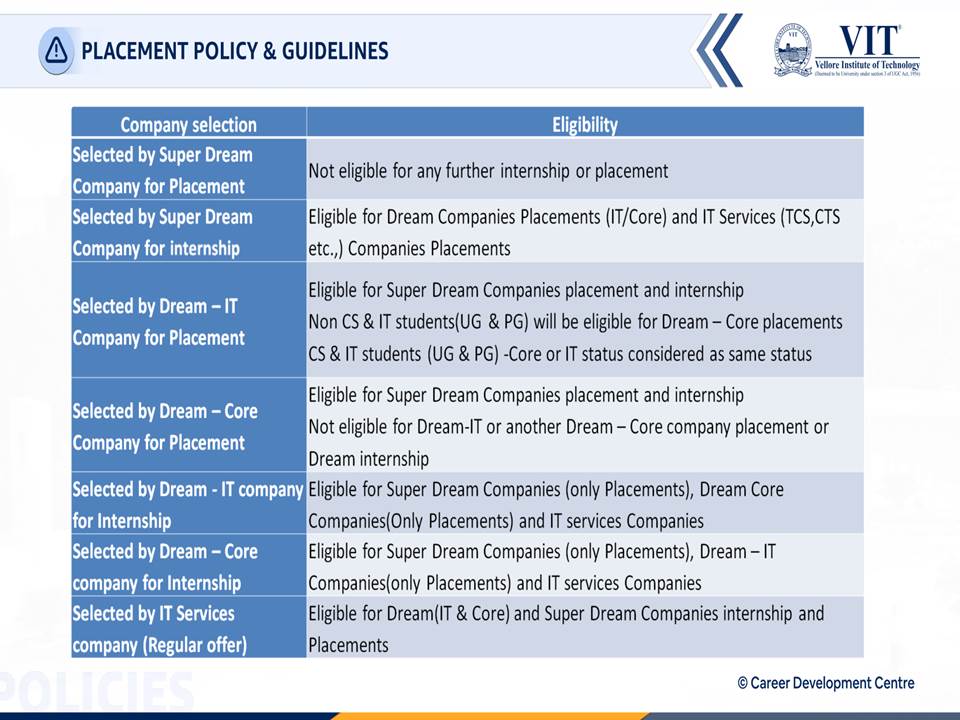 PLACEMENT POLICY & GUIDELINES
VIT
VIT®
Vellore Institute of Technology
(Deemed to be University under section 3 of UGC Act, 1956)
Company selection
Eligibility
Selected by Super Dream
Company for Placement
Not eligible for any further internship or placement
Selected by Super Dream
Company for internship
Eligible for Dream Companies Placements (IT/Core) and IT Services (TCS,CTS
etc.,) Companies Placements
Selected by Dream – IT
Company for Placement
Eligible for Super Dream Companies placement and internship
Non CS & IT students(UG & PG) will be eligible for Dream – Core placements
CS & IT students (UG & PG) -Core or IT status considered as same status
Selected by Dream – Core
Company for Placement
Eligible for Super Dream Companies placement and internship
Not eligible for Dream-IT or another Dream – Core company placement or
Dream internship
Selected by Dream - IT company
for Internship
Eligible for Super Dream Companies (only Placements), Dream Core
Companies(Only Placements) and IT services Companies
Selected by Dream – Core
company for Internship
Eligible for Super Dream Companies (only Placements), Dream – IT
Companies(only Placements) and IT services Companies
Selected by IT Services
company (Regular offer)
Eligible for Dream(IT & Core) and Super Dream Companies internship and
Placements
POLICIES
© Career Development Centre